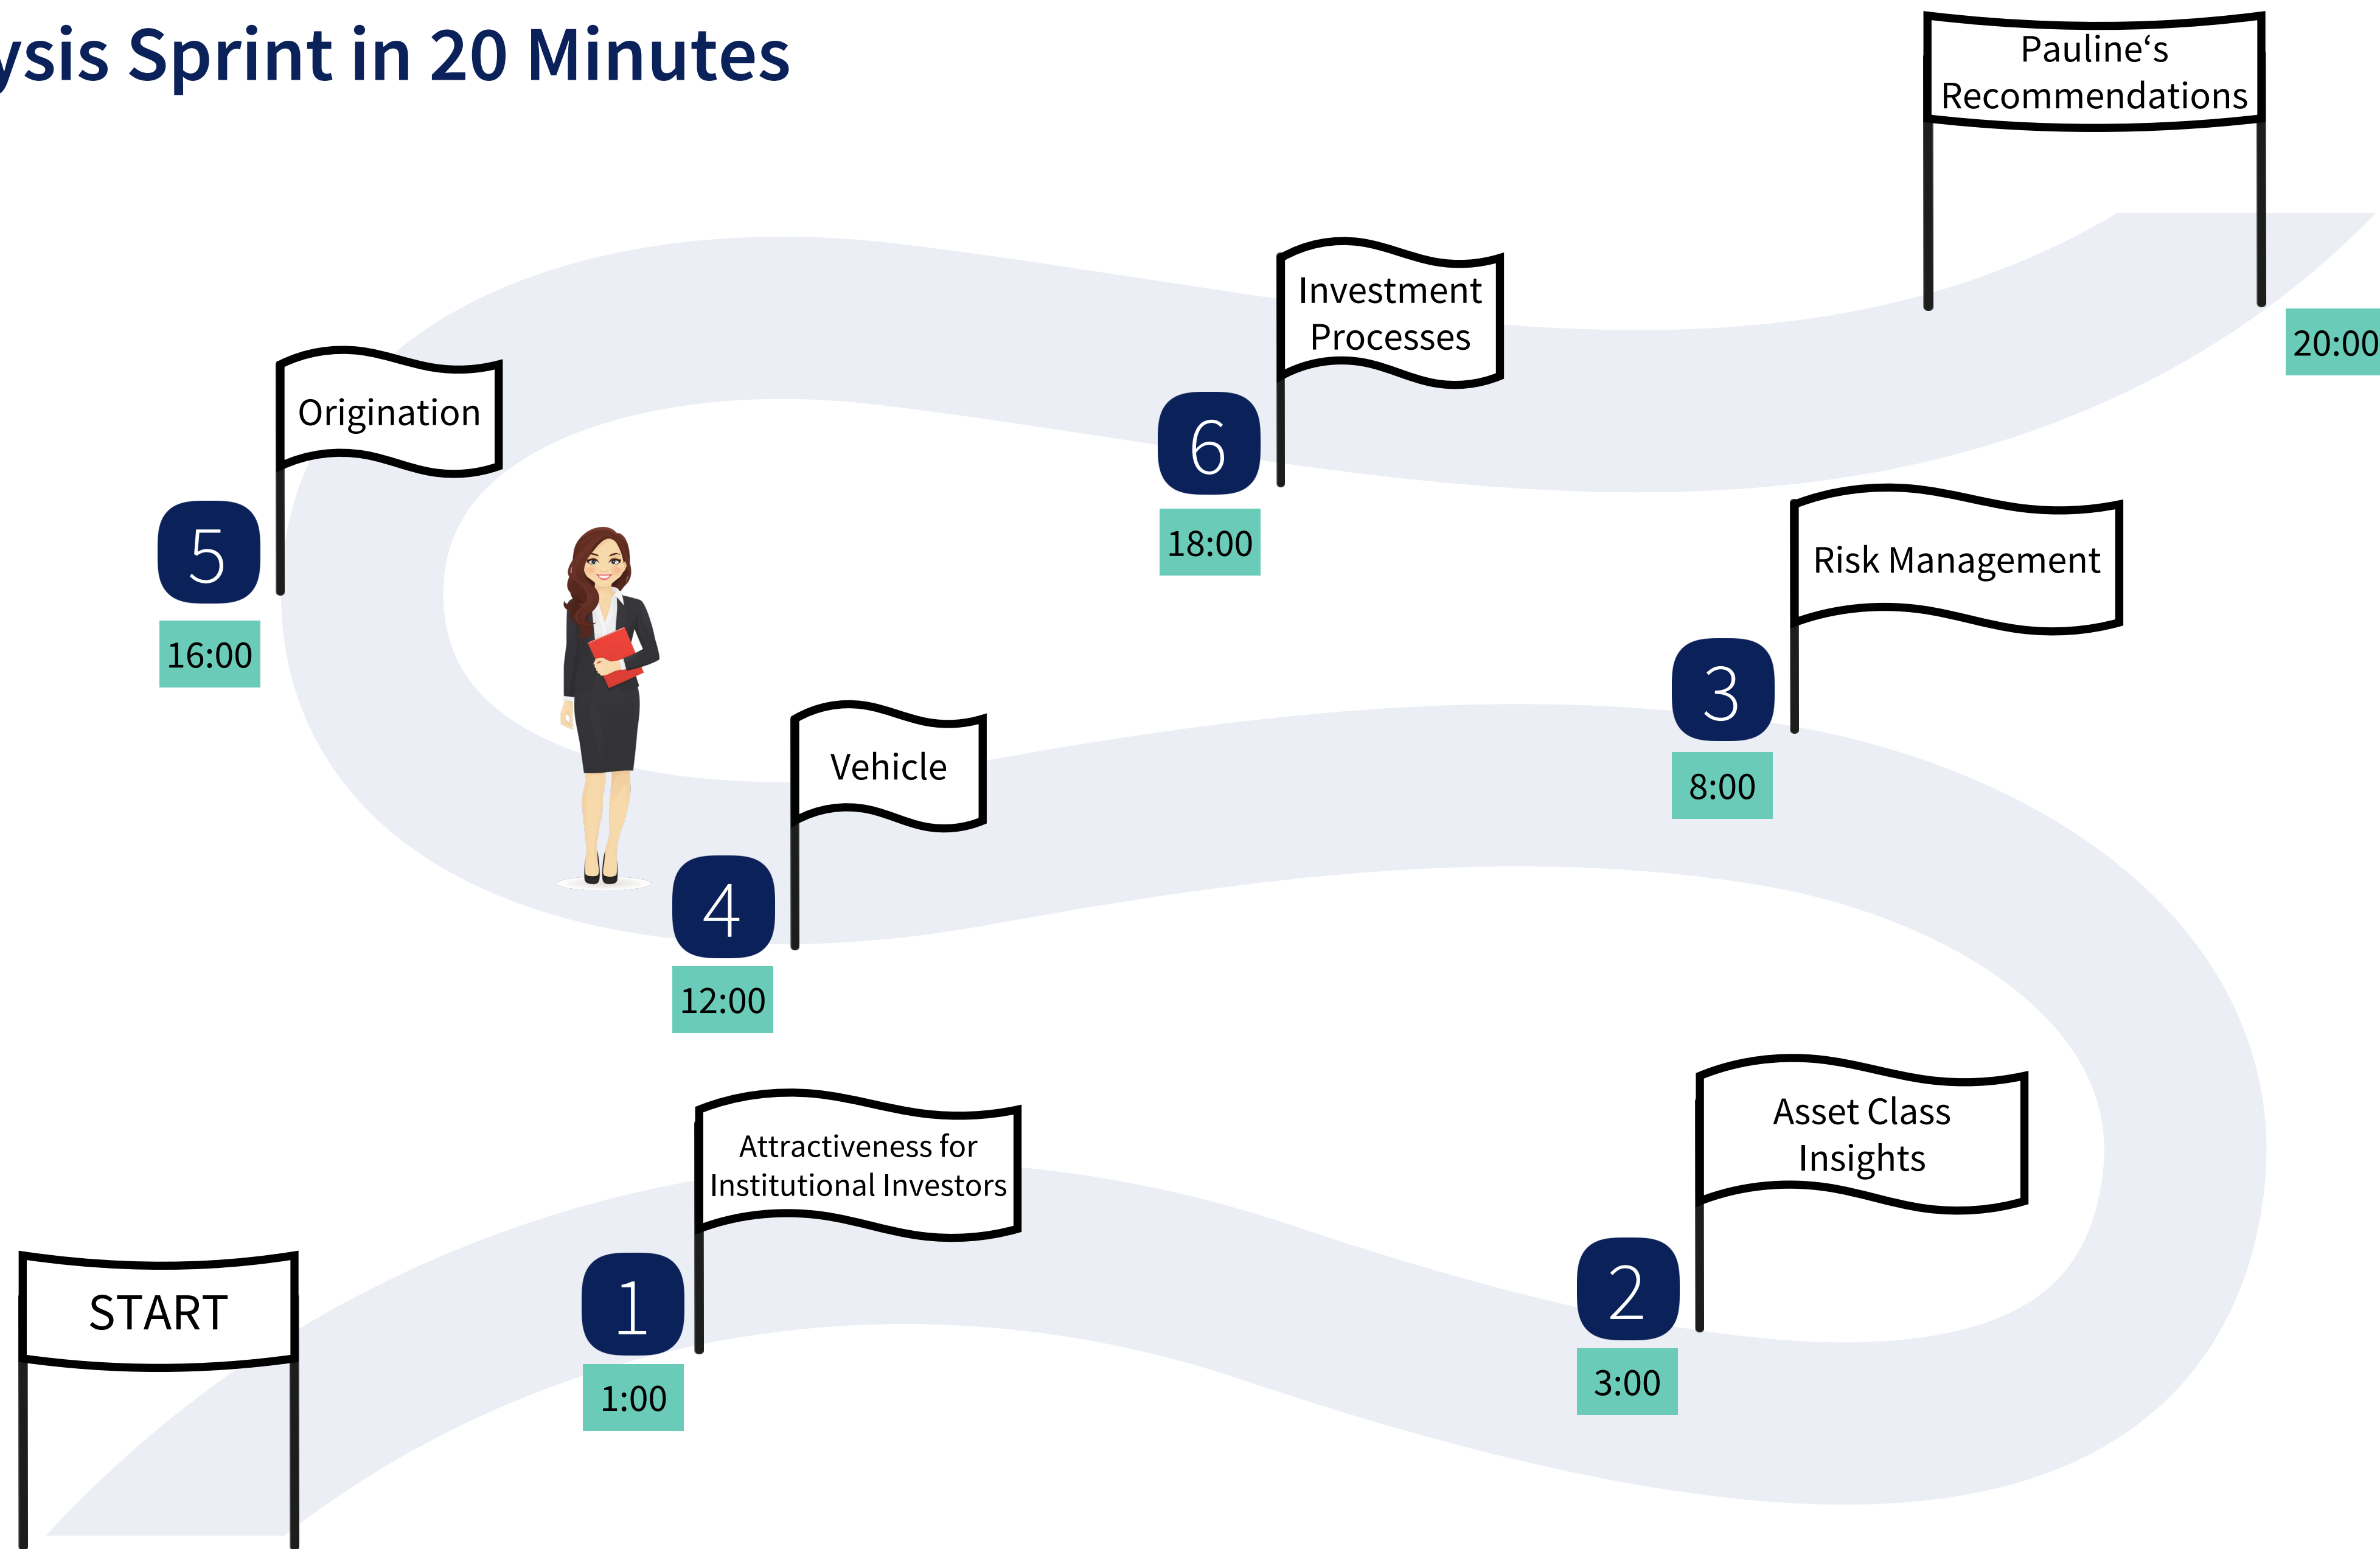 ysis Sprint in 20 Minutes
Pauline‘s
Recommendations
20:00
Investment
Processes
6
18:00
Origination
5
16:00
Risk Management
3
8:00
Vehicle
4
12:00
Asset Class
Insights
2
3:00
Attractiveness for
Institutional Investors
1
1:00
START